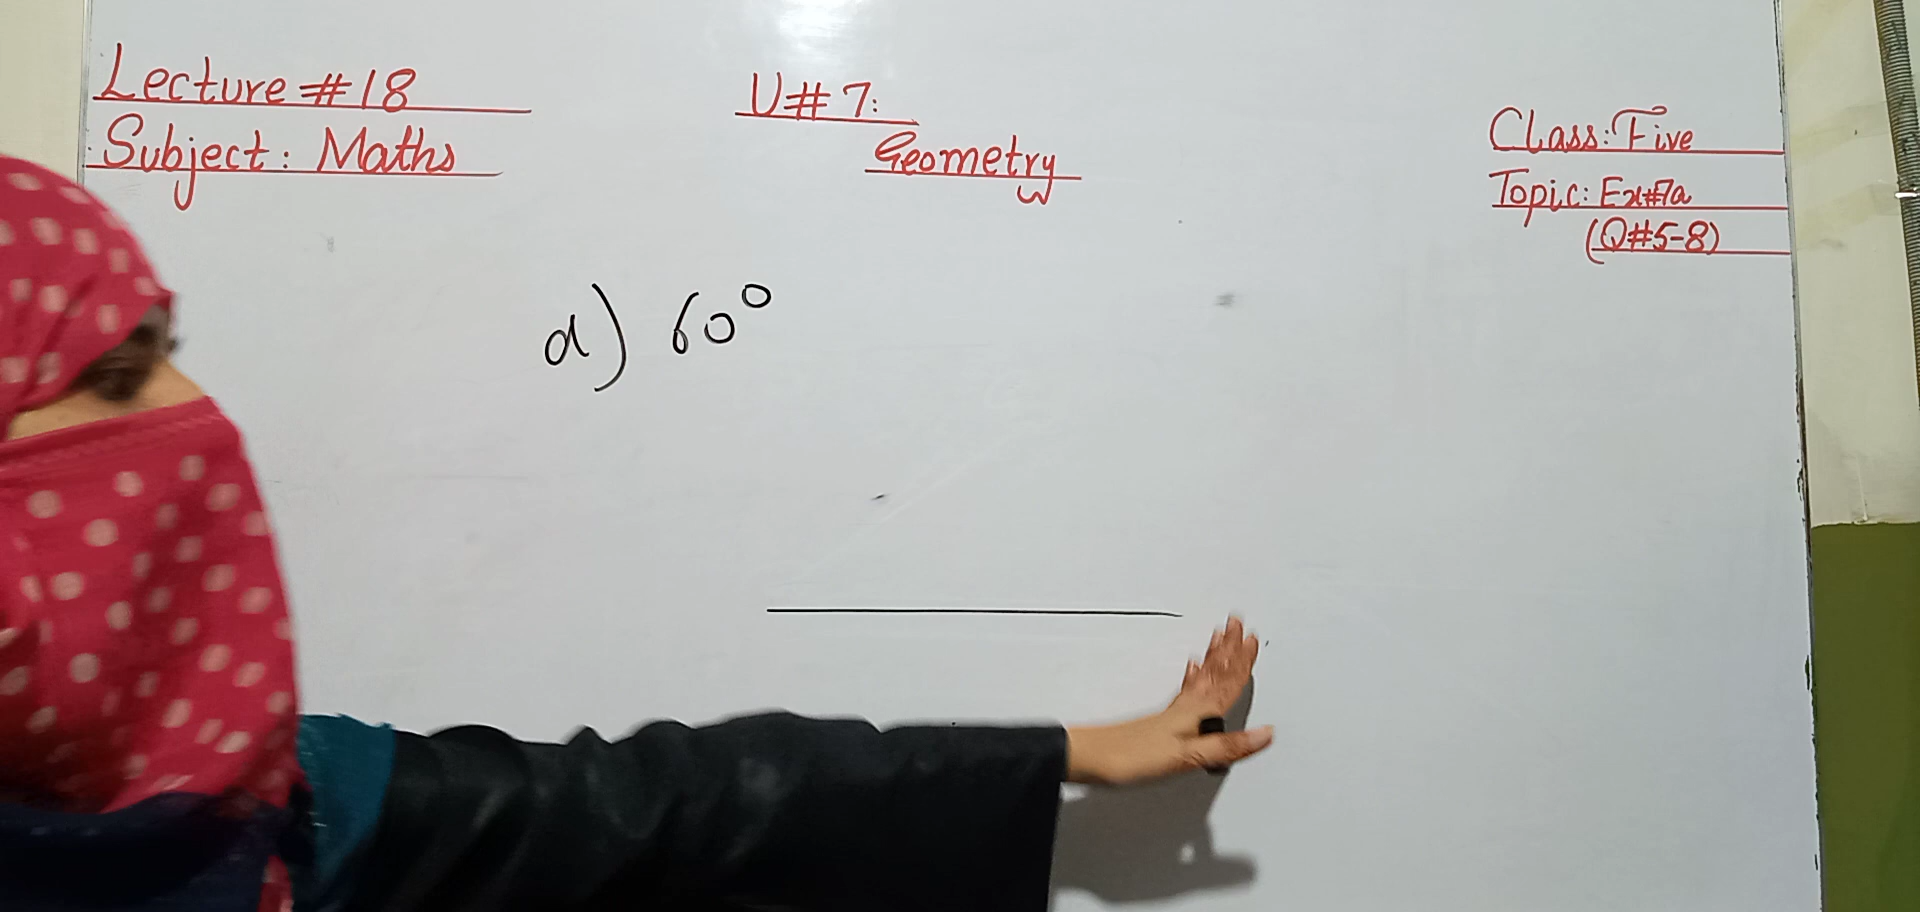 Lecture #18
Subject: Maths
U# 7:
Geometry
Class: Five
Topic: Ex#7a
(Q#5-8)
a) 60°